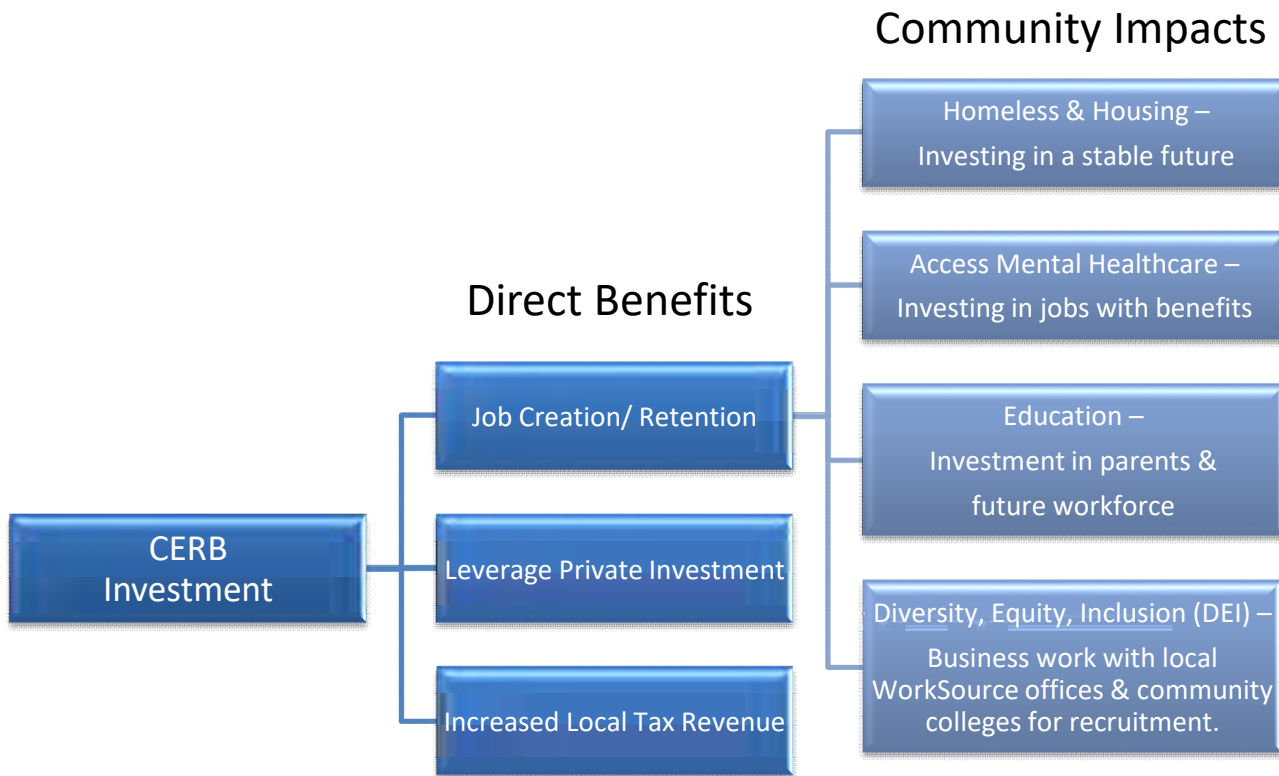 Community Impacts
Homeless & Housing –
Investing in a stable future
Access Mental Healthcare –
Investing in jobs with benefits
Direct Benefits
Job Creation/ Retention
Education –
Investment in parents &
future workforce
CERB
Investment
Leverage Private Investment
Diversity, Equity, Inclusion (DEI) –
Business work with local
WorkSource offices & community
colleges for recruitment.
Increased Local Tax Revenue